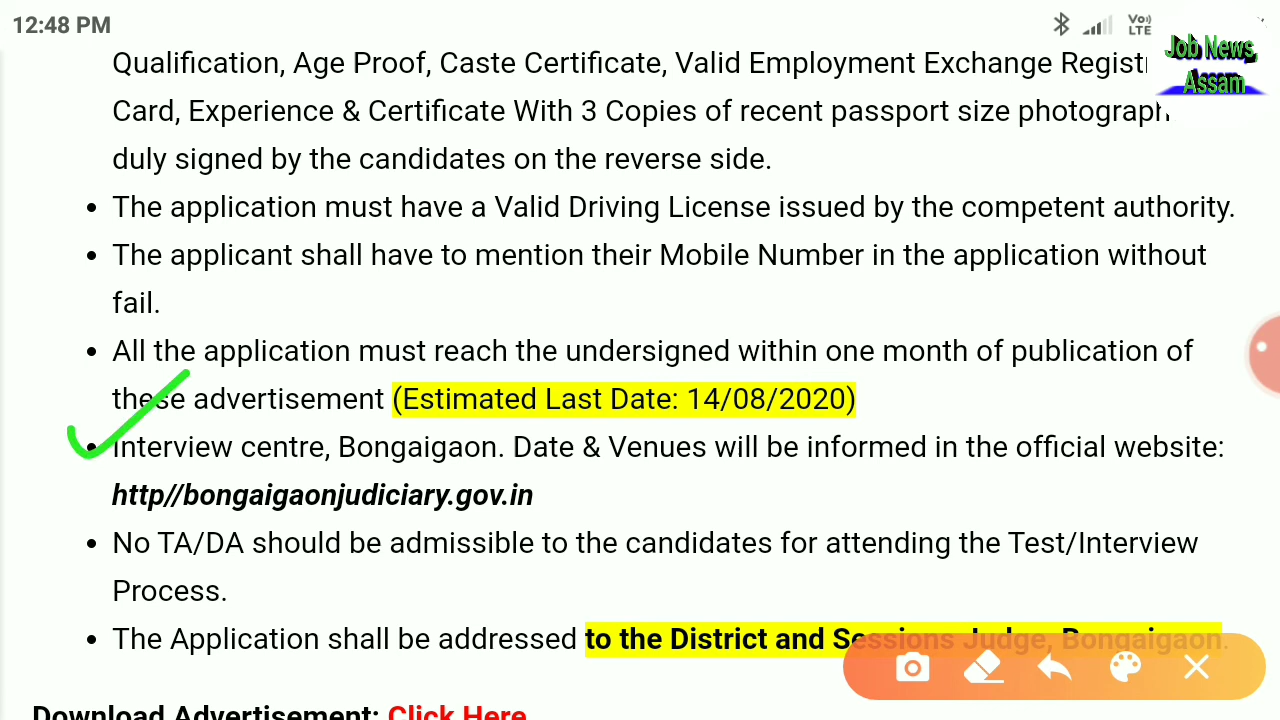 12:48 PM
Vo) LTE
Job News
Assam
Qualification, Age Proof, Caste Certificate, Valid Employment Exchange
Card, Experience & Certificate With 3 Copies of recent passport size
duly signed by the candidates on the reverse side.
• The application must have a Valid Driving License issued by the competent authority.
• The applicant shall have to mention their Mobile Number in the application without
fail.
• All the application must reach the undersigned within one month of publication of
these advertisement (Estimated Last Date: 14/08/2020)
• Interview centre, Bongaigaon. Date & Venues will be informed in the official website:
http//bongaigaonjudiciary.gov.in
• No TA/DA should be admissible to the candidates for attending the Test/Interview
Process.
• The Application shall be addressed to the District and Sessions Judge, Bongaigaon.
Download Advertisement: Click Here